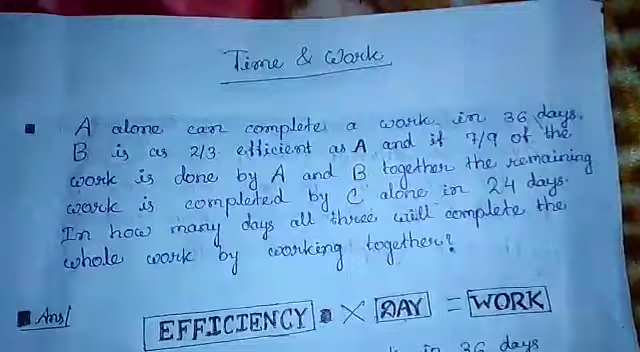 Time & Work
A alone can complete a work in 36 days.
B is as 2/3 efficient as A and if 7/9 of the
work is done by A and B together the remaining
work is completed by C alone in 24 days.
In how many days all three will complete the
whole work by working together?
Ans/
EFFICIENCY × DAY = WORK
in 36 days